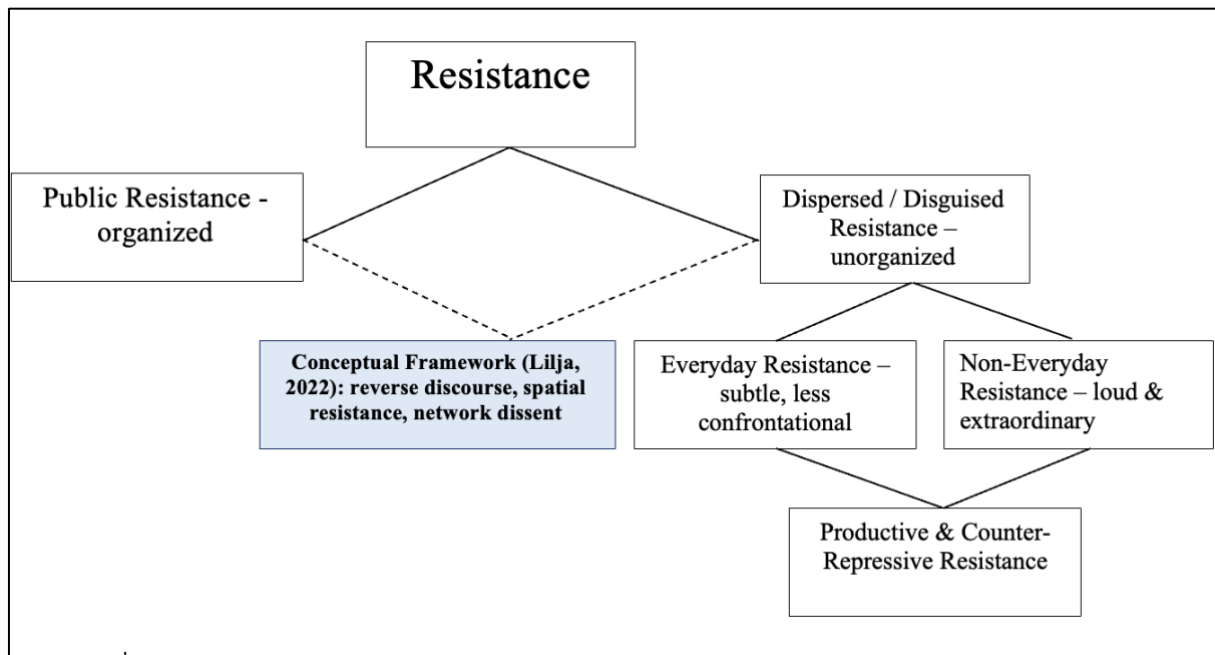 Resistance
Public Resistance -
organized
Dispersed / Disguised
Resistance –
unorganized
Conceptual Framework (Lilja,
2022): reverse discourse, spatial
resistance, network dissent
Everyday Resistance –
subtle, less
confrontational
Non-Everyday
Resistance – loud &
extraordinary
Productive & Counter-
Repressive Resistance